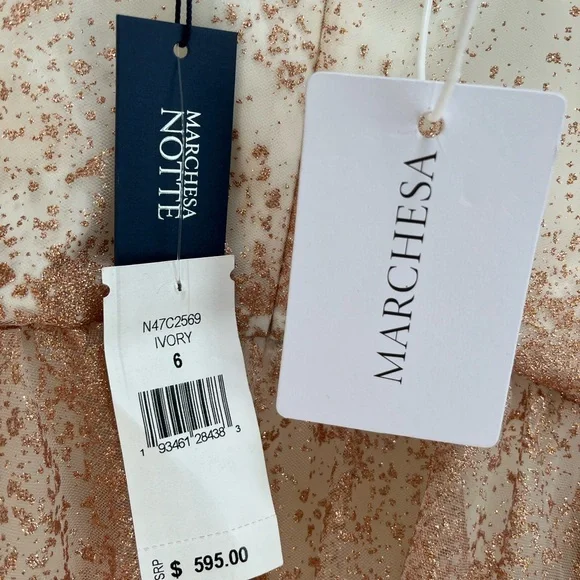 MARCHESA
NOTTE
N47C2569
IVORY
6
1 93461 28438 3
SRP $ 595.00
MARCHESA